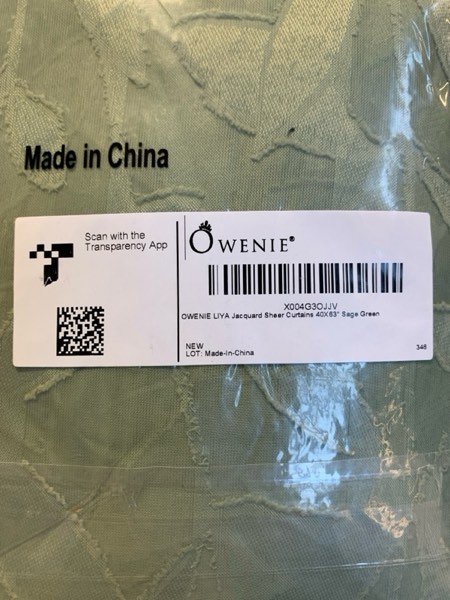 Made in China
Scan with the
Transparency App
OWENIE®
X004G3OJJV
OWENIE LIYA Jacquard Sheer Curtains 40X63" Sage Green
NEW
LOT: Made-In-China
346